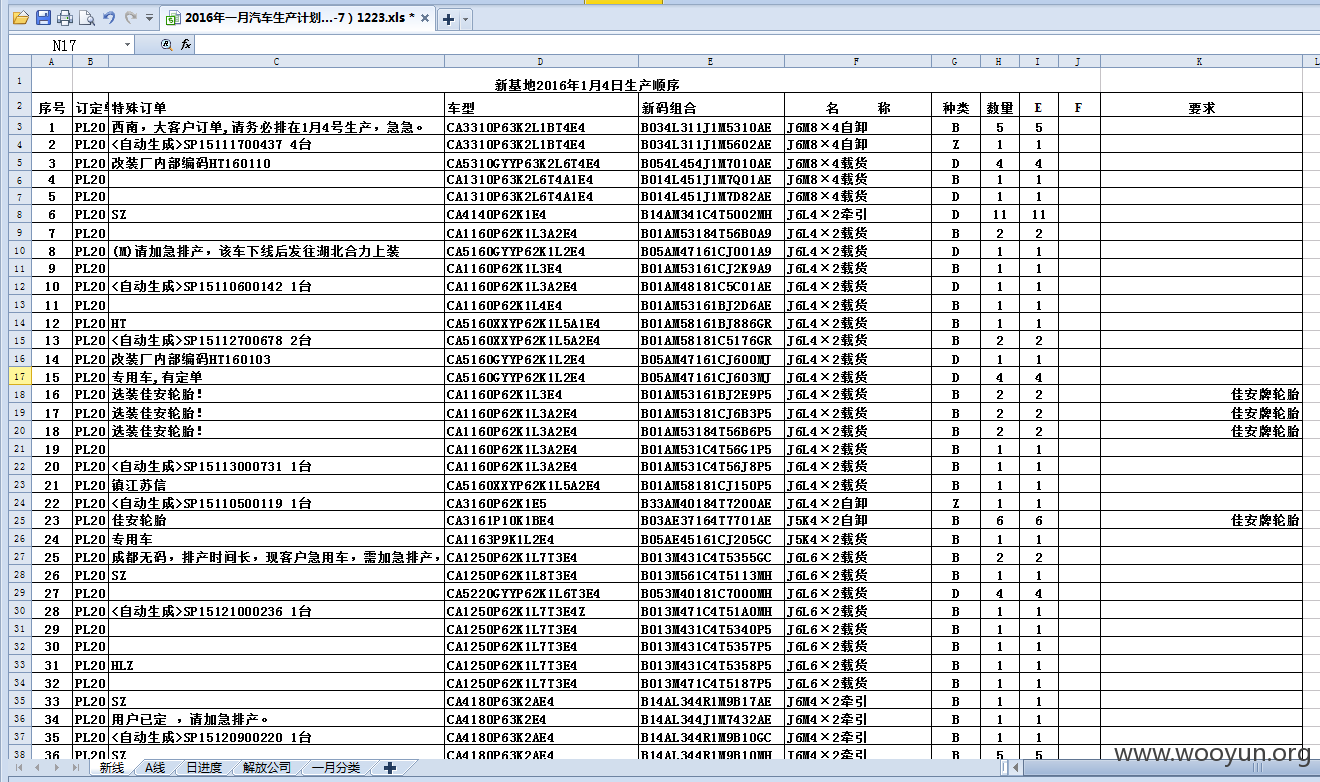 2016年一月汽车生产计划...-7）1223.xls *
N17
fx
A B C D E F G H I J K L
1 新基地2016年1月4日生产顺序
2 序号 订定单 特殊订单 车型 新码组合 名 称 种类 数量 E F 要求
3 1 PL20 西南，大客户订单,请务必排在1月4号生产，急急。 CA3310P63K2L1BT4E4 B034L311J1M5310AE J6M8×4自卸 B 5 5
4 2 PL20 <自动生成>SP15111700437 4台 CA3310P63K2L1BT4E4 B034L311J1M5602AE J6M8×4自卸 Z 1 1
5 3 PL20 改装厂内部编码HT160110 CA5310GYYP63K2L6T4E4 B054L454J1M7010AE J6M8×4载货 D 4 4
6 4 PL20 CA1310P63K2L6T4A1E4 B014L451J1M7Q01AE J6M8×4载货 B 1 1
7 5 PL20 CA1310P63K2L6T4A1E4 B014L451J1M7D82AE J6M8×4载货 D 1 1
8 6 PL20 SZ CA4140P62K1E4 B14AM341C4T5002MH J6L4×2牵引 D 11 11
9 7 PL20 CA1160P62K1L3A2E4 B01AM53184T56B0A9 J6L4×2载货 B 2 2
10 8 PL20 (M)请加急排产，该车下线后发往湖北合力上装 CA5160GYYP62K1L2E4 B05AM47161CJ001A9 J6L4×2载货 D 1 1
11 9 PL20 CA1160P62K1L3E4 B01AM53161CJ2K9A9 J6L4×2载货 B 1 1
12 10 PL20 <自动生成>SP15110600142 1台 CA1160P62K1L3A2E4 B01AM48181C5C01AE J6L4×2载货 D 1 1
13 11 PL20 CA1160P62K1L4E4 B01AM53161BJ2D6AE J6L4×2载货 B 1 1
14 12 PL20 HT CA5160XXYP62K1L5A1E4 B01AM58161BJ886GR J6L4×2载货 B 1 1
15 13 PL20 <自动生成>SP15112700678 2台 CA5160XXYP62K1L5A2E4 B01AM58181C5176GR J6L4×2载货 B 2 2
16 14 PL20 改装厂内部编码HT160103 CA5160GYYP62K1L2E4 B05AM47161CJ600MJ J6L4×2载货 D 1 1
17 15 PL20 专用车,有定单 CA5160GYYP62K1L2E4 B05AM47161CJ603MJ J6L4×2载货 D 4 4
18 16 PL20 选装佳安轮胎! CA1160P62K1L3E4 B01AM53161BJ2E9P5 J6L4×2载货 B 2 2 佳安牌轮胎
19 17 PL20 选装佳安轮胎! CA1160P62K1L3A2E4 B01AM53181CJ6B3P5 J6L4×2载货 B 2 2 佳安牌轮胎
20 18 PL20 选装佳安轮胎! CA1160P62K1L3A2E4 B01AM53184T56B6P5 J6L4×2载货 B 2 2 佳安牌轮胎
21 19 PL20 CA1160P62K1L3A2E4 B01AM531C4T56G1P5 J6L4×2载货 B 1 1
22 20 PL20 <自动生成>SP15113000731 1台 CA1160P62K1L3A2E4 B01AM531C4T56J8P5 J6L4×2载货 B 1 1
23 21 PL20 镇江苏信 CA5160XXYP62K1L5A2E4 B01AM58181CJ150P5 J6L4×2载货 B 1 1
24 22 PL20 <自动生成>SP15110500119 1台 CA3160P62K1E5 B33AM40184T7200AE J6L4×2自卸 Z 1 1
25 23 PL20 佳安轮胎 CA3161P10K1BE4 B03AE37164T7701AE J5K4×2自卸 B 6 6 佳安牌轮胎
26 24 PL20 专用车 CA1163P9K1L2E4 B05AE45161CJ205GC J5K4×2载货 B 1 1
27 25 PL20 成都无码，排产时间长，现客户急用车，需加急排产， CA1250P62K1L7T3E4 B013M431C4T5355GC J6L6×2载货 B 2 2
28 26 PL20 SZ CA1250P62K1L8T3E4 B013M561C4T5113MH J6L6×2载货 B 1 1
29 27 PL20 CA5220GYYP62K1L6T3E4 B053M40181C7000MH J6L6×2载货 D 4 4
30 28 PL20 <自动生成>SP15121000236 1台 CA1250P62K1L7T3E4Z B013M471C4T51A0MH J6L6×2载货 B 1 1
31 29 PL20 CA1250P62K1L7T3E4 B013M431C4T5340P5 J6L6×2载货 B 1 1
32 30 PL20 CA1250P62K1L7T3E4 B013M431C4T5357P5 J6L6×2载货 B 1 1
33 31 PL20 HLZ CA1250P62K1L7T3E4 B013M431C4T5358P5 J6L6×2载货 B 1 1
34 32 PL20 CA1250P62K1L7T3E4 B013M471C4T5187P5 J6L6×2载货 B 1 1
35 33 PL20 SZ CA4180P63K2AE4 B14AL344R1M9B17AE J6M4×2牵引 B 1 1
36 34 PL20 用户已定 ，请加急排产。 CA4180P63K2E4 B14AL344J1M7432AE J6M4×2牵引 B 1 1
37 35 PL20 <自动生成>SP15120900220 1台 CA4180P63K2AE4 B14AL344R1M9B10GC J6M4×2牵引 B 1 1
38 36 PL20 SZ CA4180P63K2AE4 B14AL344R1M9B10MH J6M4×2牵引 B 5 5
www.wooyun.org
新线 A线 日进度 解放公司 一月分类